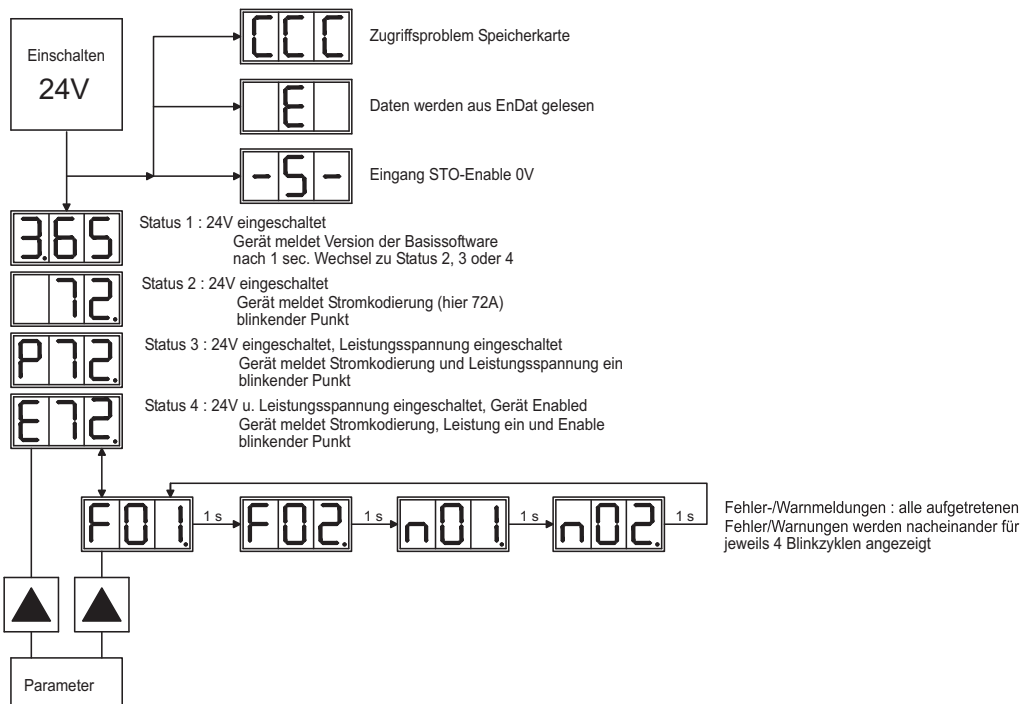 Einschalten
24V
CCC
Zugriffsproblem Speicherkarte
E
Daten werden aus EnDat gelesen
-S-
Eingang STO-Enable 0V
3.65
Status 1 : 24V eingeschaltet
Gerät meldet Version der Basissoftware
nach 1 sec. Wechsel zu Status 2, 3 oder 4
72.
Status 2 : 24V eingeschaltet
Gerät meldet Stromkodierung (hier 72A)
blinkender Punkt
P72.
Status 3 : 24V eingeschaltet, Leistungsspannung eingeschaltet
Gerät meldet Stromkodierung und Leistungsspannung ein
blinkender Punkt
E72.
Status 4 : 24V u. Leistungsspannung eingeschaltet, Gerät Enabled
Gerät meldet Stromkodierung, Leistung ein und Enable
blinkender Punkt
F01. 1 s F02. 1 s n01. 1 s n02. 1 s
Fehler-/Warnmeldungen : alle aufgetretenen
Fehler/Warnungen werden nacheinander für
jeweils 4 Blinkzyklen angezeigt
Parameter